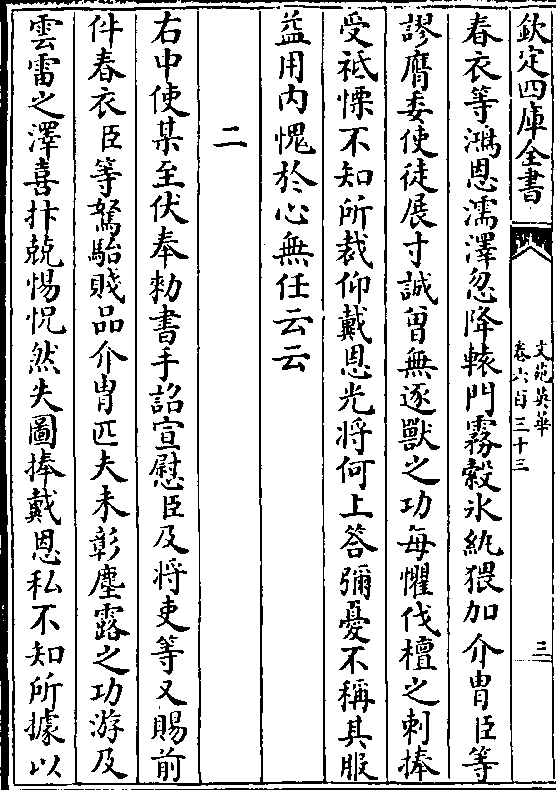 欽定四庫全書
文苑英華
卷六百三十三
三
春衣等鴻恩濡澤忽降轅門霧縠氷紈猥加介胄臣等
謬膺委使徒展寸誠曾無逐獸之功每懼伐檀之刺捧
受祗慄不知所裁仰戴恩光将何上答彌憂不稱其服
益用内愧於心無任云云
二
右中使某至伏奉勑書手詔宣慰臣及将吏等又賜前
件春衣臣等駑駘賤品介胄匹夫未彰塵露之功游及
雲雷之澤喜抃兢惕怳然失圖捧戴恩私不知所據以